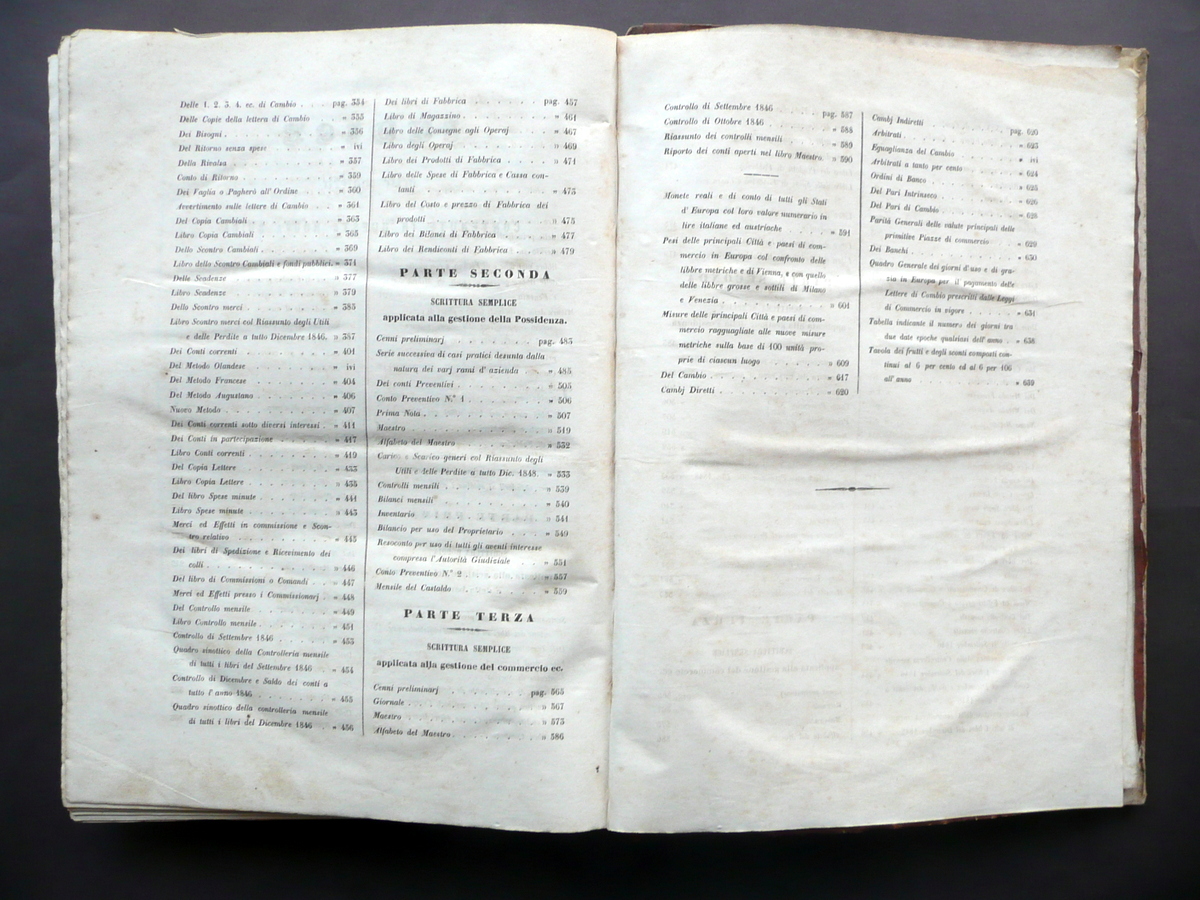 Delle 1. 2. 3. 4. ec. di Cambio . . . pag. 354
Delle Copie della lettera di Cambio . . . » 355
Dei Bisogni . . . » 356
Del Ritorno senza spese . . . » ivi
Della Rivalsa . . . » 357
Conto di Ritorno . . . » 359
Dei Vaglia o Pagherò all' Ordine . . . » 360
Avvertimento sulle lettere di Cambio . . . » 361
Del Copia Cambiali . . . » 363
Libro Copia Cambiali . . . » 365
Dello Scontro Cambiali . . . » 369
Libro dello Scontro Cambiali e fondi pubblici. » 371
Delle Scadenze . . . » 377
Libro Scadenze . . . » 379
Dello Scontro merci . . . » 385
Libro Scontro merci col Riassunto degli Utili
e delle Perdite a tutto Dicembre 1846. » 387
Dei Conti correnti . . . » 401
Del Metodo Olandese . . . » ivi
Del Metodo Francese . . . » 404
Del Metodo Augustano . . . » 406
Nuovo Metodo . . . » 407
Dei Conti correnti sotto diversi interessi . . » 411
Dei Conti in partecipazione . . . » 417
Libro Conti correnti . . . » 419
Del Copia Lettere . . . » 433
Libro Copia Lettere . . . » 435
Del libro Spese minute . . . » 441
Libro Spese minute . . . » 443
Merci ed Effetti in commissione e Scon-
tro relativo . . . » 445
Dei libri di Spedizione e Ricevimento dei
colli . . . » 446
Del libro di Commissioni o Comandi . . » 447
Merci ed Effetti presso i Commissionarj . » 448
Del Controllo mensile . . . » 449
Libro Controllo mensile . . . » 451
Controllo di Settembre 1846 . . . » 453
Quadro sinottico della Controlleria mensile
di tutti i libri del Settembre 1846 . » 454
Controllo di Dicembre e Saldo dei conti a
tutto l' anno 1846 . . . » 455
Quadro sinottico della controlleria mensile
di tutti i libri del Dicembre 1846 . » 456
Dei libri di Fabbrica . . . pag. 457
Libro di Magazzino . . . » 461
Libro delle Consegne agli Operaj . . . » 467
Libro degli Operaj . . . » 469
Libro dei Prodotti di Fabbrica . . . » 471
Libro delle Spese di Fabbrica e Cassa con-
tanti . . . » 473
Libro del Costo e prezzo di Fabbrica dei
prodotti . . . » 475
Libro dei Bilanci di Fabbrica . . . » 477
Libro dei Rendiconti di Fabbrica . . . » 479
PARTE SECONDA
SCRITTURA SEMPLICE
applicata alla gestione della Possidenza.
Cenni preliminarj . . . pag. 483
Serie successiva di casi pratici desunta dalla
natura dei varj rami d' azienda . . » 485
Dei conti Preventivi . . . » 505
Conto Preventivo N.° 1 . . . » 506
Prima Nota . . . » 507
Maestro . . . » 519
Alfabeto del Maestro . . . » 532
Carico e Scarico generi col Riassunto degli
Utili e delle Perdite a tutto Dic. 1848. » 533
Controlli mensili . . . » 539
Bilanci mensili . . . » 540
Inventario . . . » 541
Bilancio per uso del Proprietario . . . » 549
Resoconto per uso di tutti gli aventi interesse
compresa l'Autorità Giudiziale . . » 551
Conto Preventivo N.° 2 . . . » 557
Mensile del Castaldo . . . » 559
PARTE TERZA
SCRITTURA SEMPLICE
applicata alla gestione del commercio ec.
Cenni preliminarj . . . pag. 565
Giornale . . . » 567
Maestro . . . » 573
Alfabeto del Maestro . . . » 586
Controllo di Settembre 1846 . . . pag. 587
Controllo di Ottobre 1846 . . . » 588
Riassunto dei controlli mensili . . . » 589
Riporto dei conti aperti nel libro Maestro » 590
Monete reali e di conto di tutti gli Stati
d' Europa col loro valore numerario in
lire italiane ed austriache . . . » 591
Pesi delle principali Città e paesi di com-
mercio in Europa col confronto delle
libbre metriche e di Vienna, e con quello
delle libbre grosse e sottili di Milano
e Venezia . . . » 601
Misure delle principali Città e paesi di com-
mercio ragguagliate alle nuove misure
metriche sulla base di 100 unità pro-
prie di ciascun luogo . . . » 609
Del Cambio . . . » 617
Cambj Diretti . . . » 620
Cambj Indiretti . . . pag. 620
Arbitrati . . . » 623
Eguaglianza del Cambio . . . » ivi
Arbitrati a tanto per cento . . . » 624
Ordini di Banco . . . » 625
Del Pari Intrinseco . . . » 626
Del Pari di Cambio . . . » 628
Parità Generali delle valute principali delle
primitive Piazze di commercio . . » 629
Dei Banchi . . . » 630
Quadro Generale dei giorni d'uso e di gra-
zia in Europa per il pagamento delle
Lettere di Cambio prescritti dalle Leggi
di Commercio in vigore . . . » 631
Tabella indicante il numero dei giorni tra
due date epoche qualsiasi dell' anno . » 638
Tavola dei frutti e degli sconti composti con-
tinui al 6 per cento ed al 6 per 106
all' anno . . . » 639